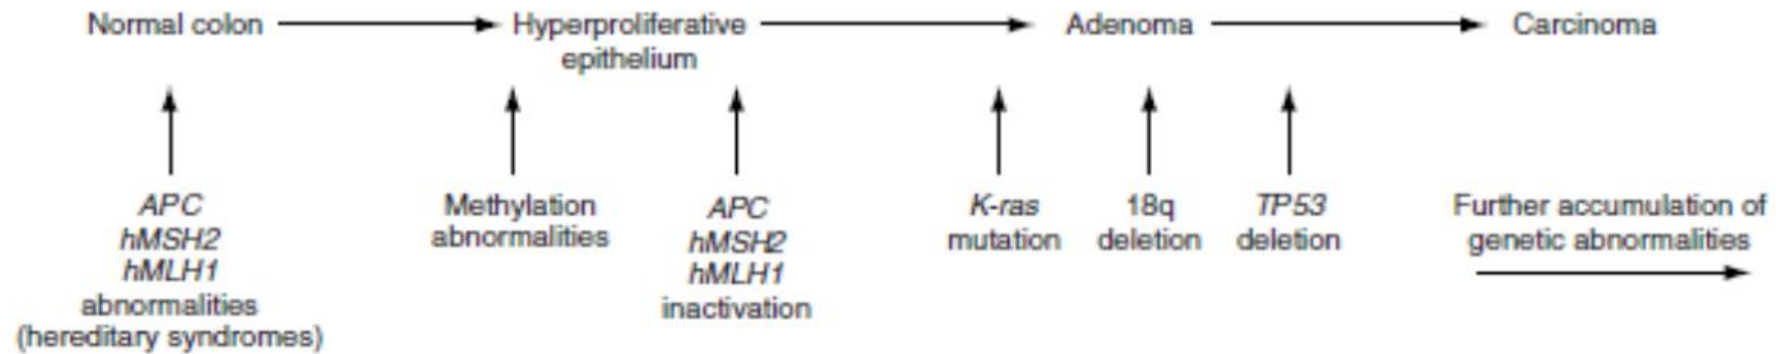 Normal colon
Hyperproliferative
epithelium
Adenoma
Carcinoma
APC
hMSH2
hMLH1
abnormalities
(hereditary syndromes)
Methylation
abnormalities
APC
hMSH2
hMLH1
inactivation
K-ras
mutation
18q
deletion
TP53
deletion
Further accumulation of
genetic abnormalities